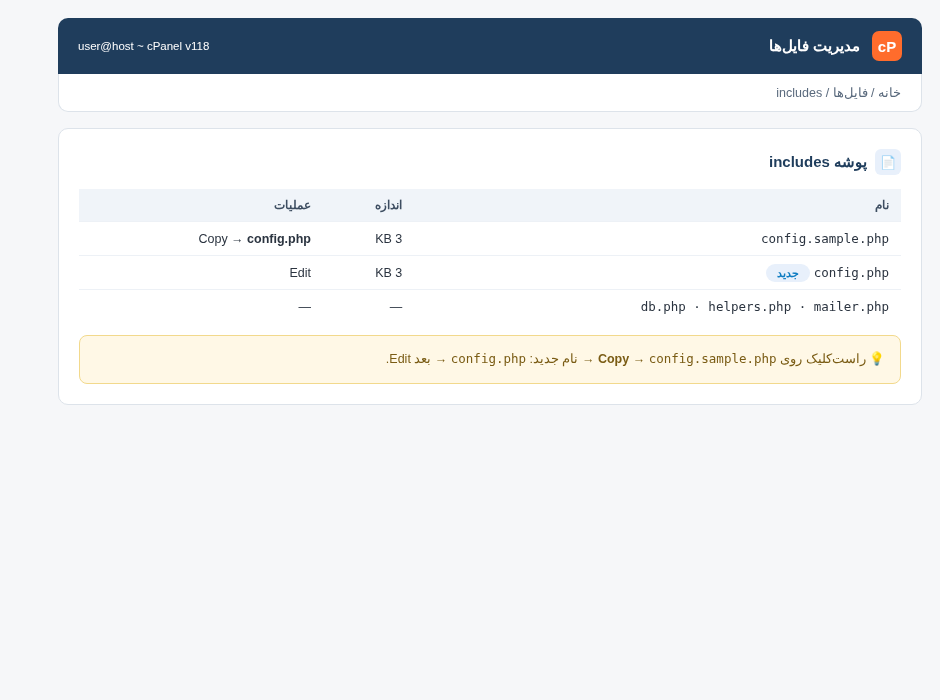 cP مدیریت فایل‌ها
user@host ~ cPanel v118
خانه / فایل‌ها / includes
پوشه includes
نام اندازه عملیات
config.sample.php 3 KB Copy → config.php
config.php جدید 3 KB Edit
db.php · helpers.php · mailer.php — —
💡 راست‌کلیک روی config.sample.php → Copy → نام جدید: config.php → بعد Edit.